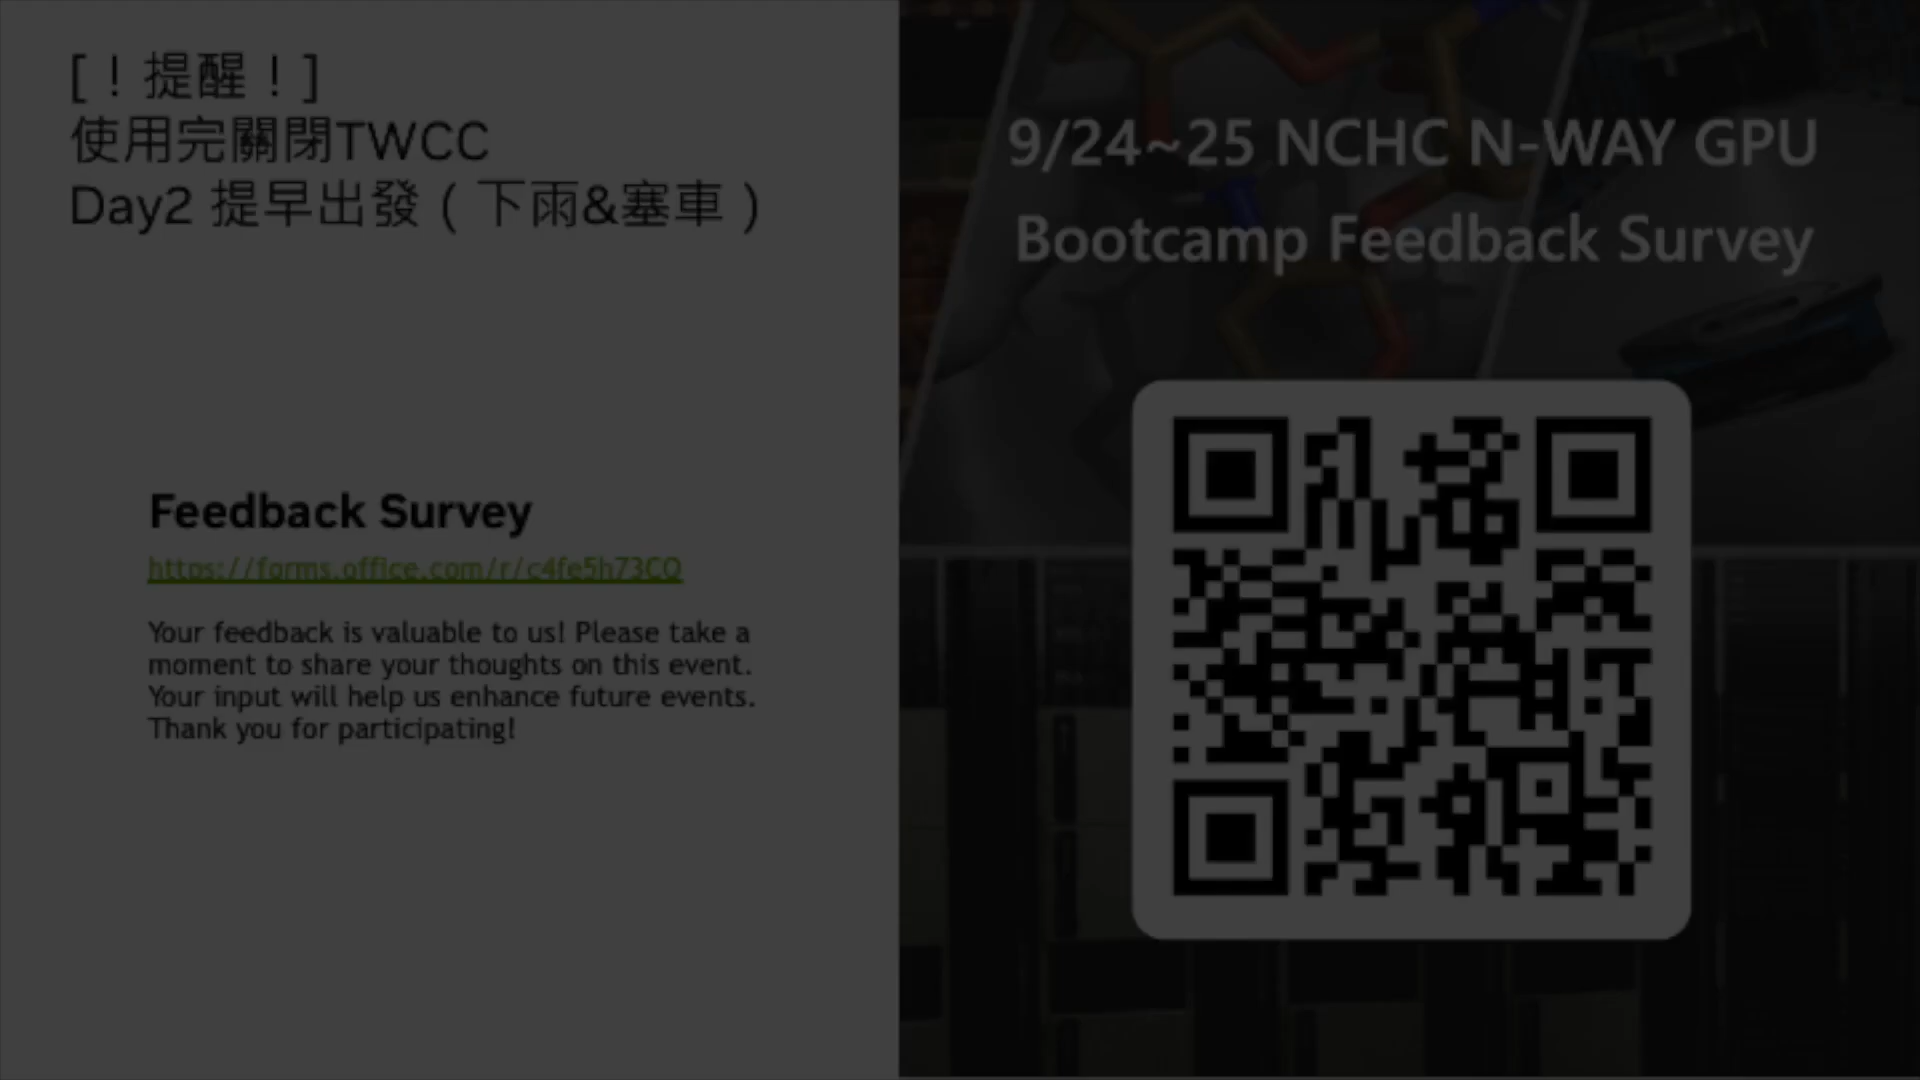 [ ! 提醒 ! ]
使用完關閉TWCC
Day2 提早出發 ( 下雨&塞車 )
9/24~25 NCHC N-WAY GPU
Bootcamp Feedback Survey
Feedback Survey
https://forms.office.com/r/c4fe5h73CQ
Your feedback is valuable to us! Please take a
moment to share your thoughts on this event.
Your input will help us enhance future events.
Thank you for participating!